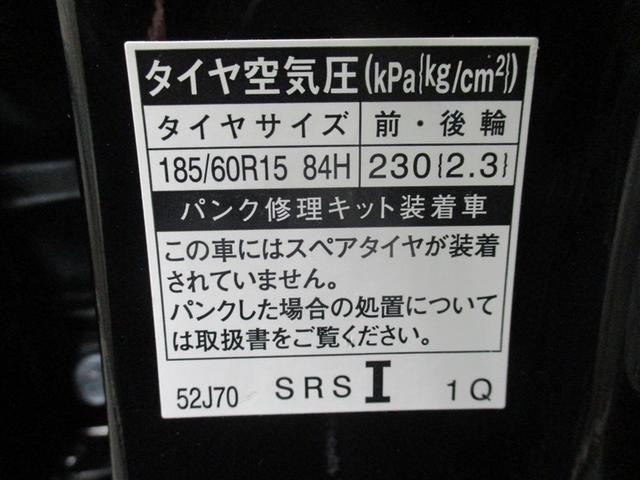 タイヤ空気圧(kPa{kg/cm²})
タイヤサイズ 前・後輪
185/60R15 84H 230{2.3}
パンク修理キット装着車
この車にはスペアタイヤが装着
されていません。
パンクした場合の処置について
は取扱書をご覧ください。
52J70 SRS I 1Q